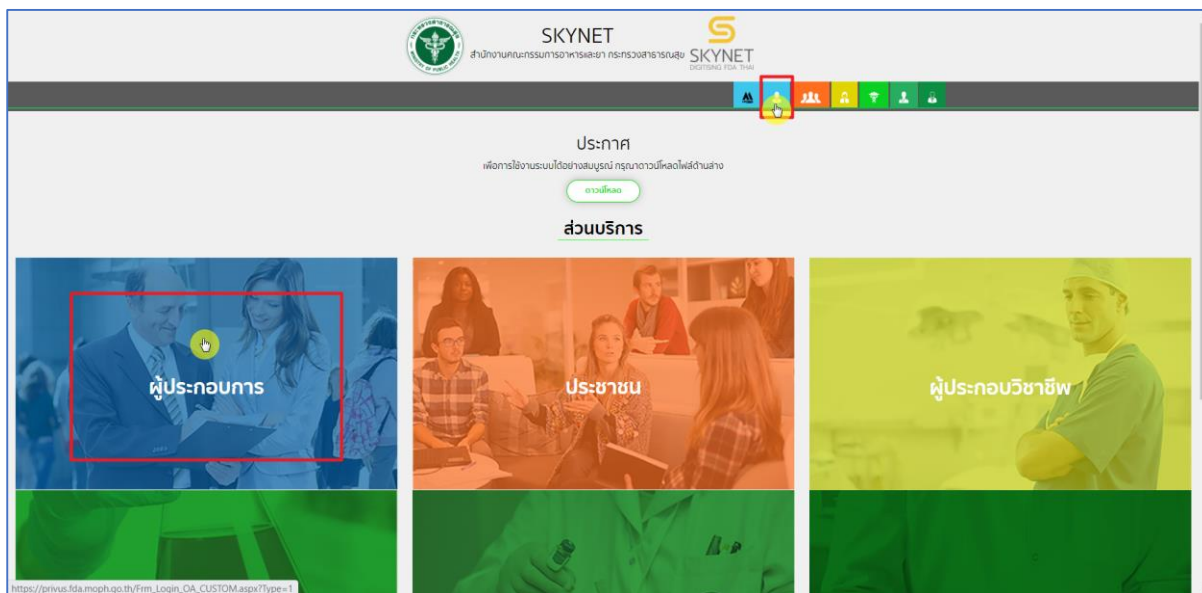 SKYNET
สำนักงานคณะกรรมการอาหารและยา กระทรวงสาธารณสุข
SKYNET
DIGITISING FDA THAI
ประกาศ
เพื่อการใช้งานระบบได้อย่างสมบูรณ์ กรุณาดาวน์โหลดไฟล์ด้านล่าง
ดาวน์โหลด
ส่วนบริการ
ผู้ประกอบการ
ประชาชน
ผู้ประกอบวิชาชีพ
https://privus.fda.moph.go.th/Frm_Login_OA_CUSTOM.aspx?Type=1